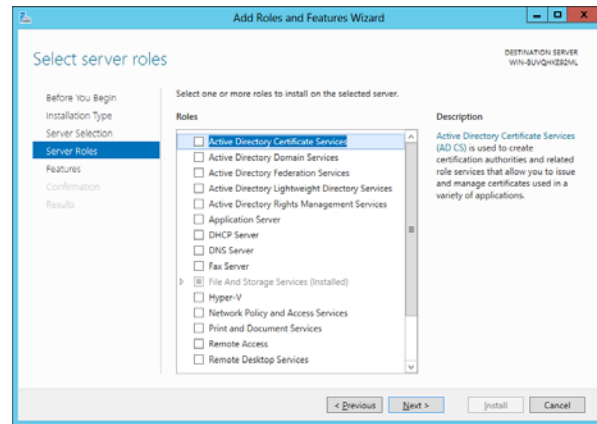 Add Roles and Features Wizard
Select server roles
DESTINATION SERVER
Before You Begin
Installation Type
Server Selection
Server Roles
Features
Confirmation
Results
Select one or more roles to install on the selected server.
Roles
Active Directory Certificate Services
Active Directory Domain Services
Active Directory Federation Services
Active Directory Lightweight Directory Services
Active Directory Rights Management Services
Application Server
DHCP Server
DNS Server
Fax Server
File And Storage Services (Installed)
Hyper-V
Network Policy and Access Services
Print and Document Services
Remote Access
Remote Desktop Services
Description
Active Directory Certificate Services
(AD CS) is used to create
certification authorities and related
role services that allow you to issue
and manage certificates used in a
variety of applications.
< Previous
Next >
Install
Cancel